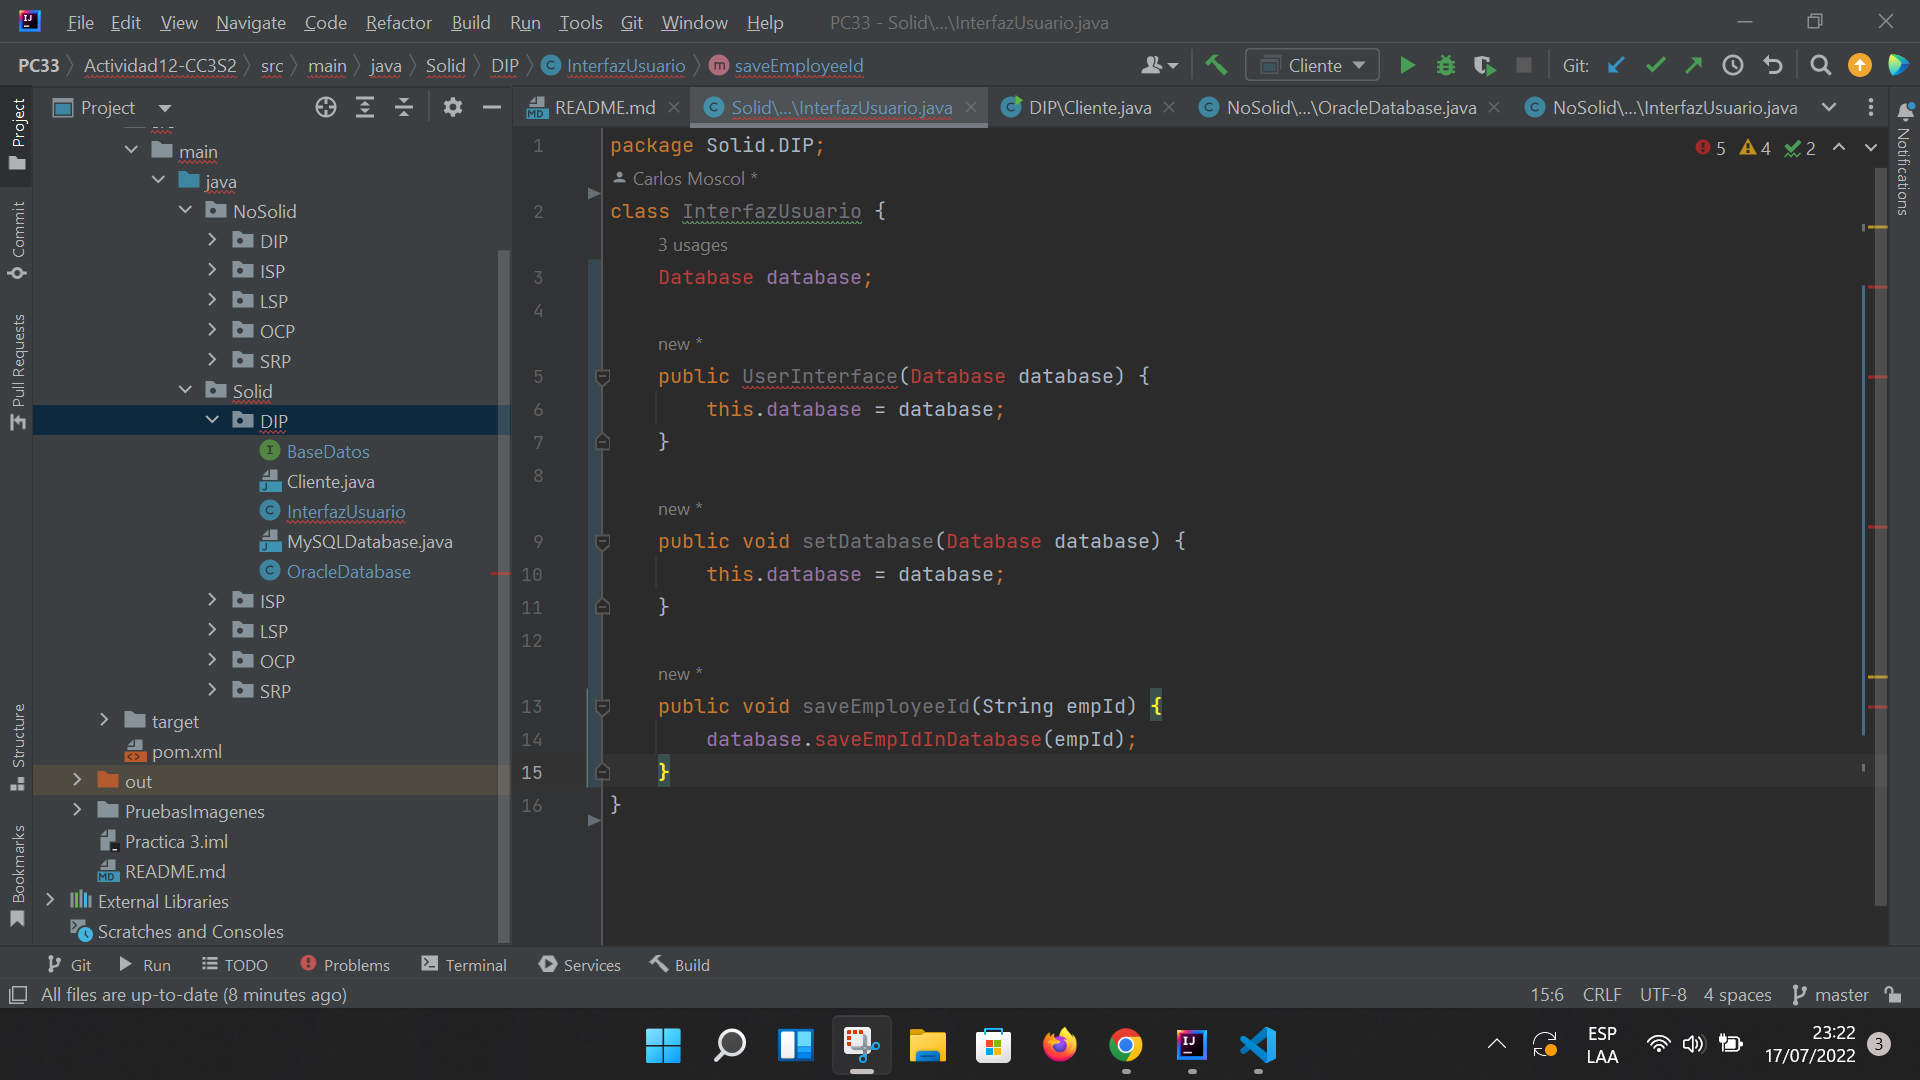 File Edit View Navigate Code Refactor Build Run Tools Git Window Help PC33 - Solid\...\InterfazUsuario.java
PC33 Actividad12-CC3S2 src main java Solid DIP InterfazUsuario saveEmployeeId Cliente Git:
Project
README.md Solid\...\InterfazUsuario.java DIP\Cliente.java NoSolid\...\OracleDatabase.java NoSolid\...\InterfazUsuario.java
Project
Commit
Pull Requests
Structure
Bookmarks
Notifications
main
java
NoSolid
DIP
ISP
LSP
OCP
SRP
Solid
DIP
BaseDatos
Cliente.java
InterfazUsuario
MySQLDatabase.java
OracleDatabase
ISP
LSP
OCP
SRP
target
pom.xml
out
PruebasImagenes
Practica 3.iml
README.md
External Libraries
Scratches and Consoles
5 4 2
1 package Solid.DIP;
Carlos Moscol *
2 class InterfazUsuario {
3 usages
3 Database database;
4
new *
5 public UserInterface(Database database) {
6 this.database = database;
7 }
8
new *
9 public void setDatabase(Database database) {
10 this.database = database;
11 }
12
new *
13 public void saveEmployeeId(String empId) {
14 database.saveEmpIdInDatabase(empId);
15 }
16 }
Git Run TODO Problems Terminal Services Build
All files are up-to-date (8 minutes ago) 15:6 CRLF UTF-8 4 spaces master
ESP
LAA
23:22
17/07/2022
3